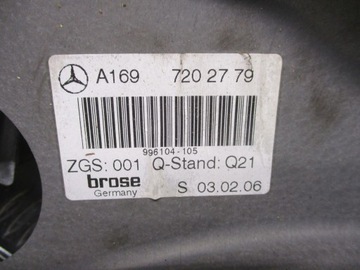 A169 720 27 79
996104-105
ZGS: 001 Q-Stand: Q21
brose
Germany
S 03.02.06